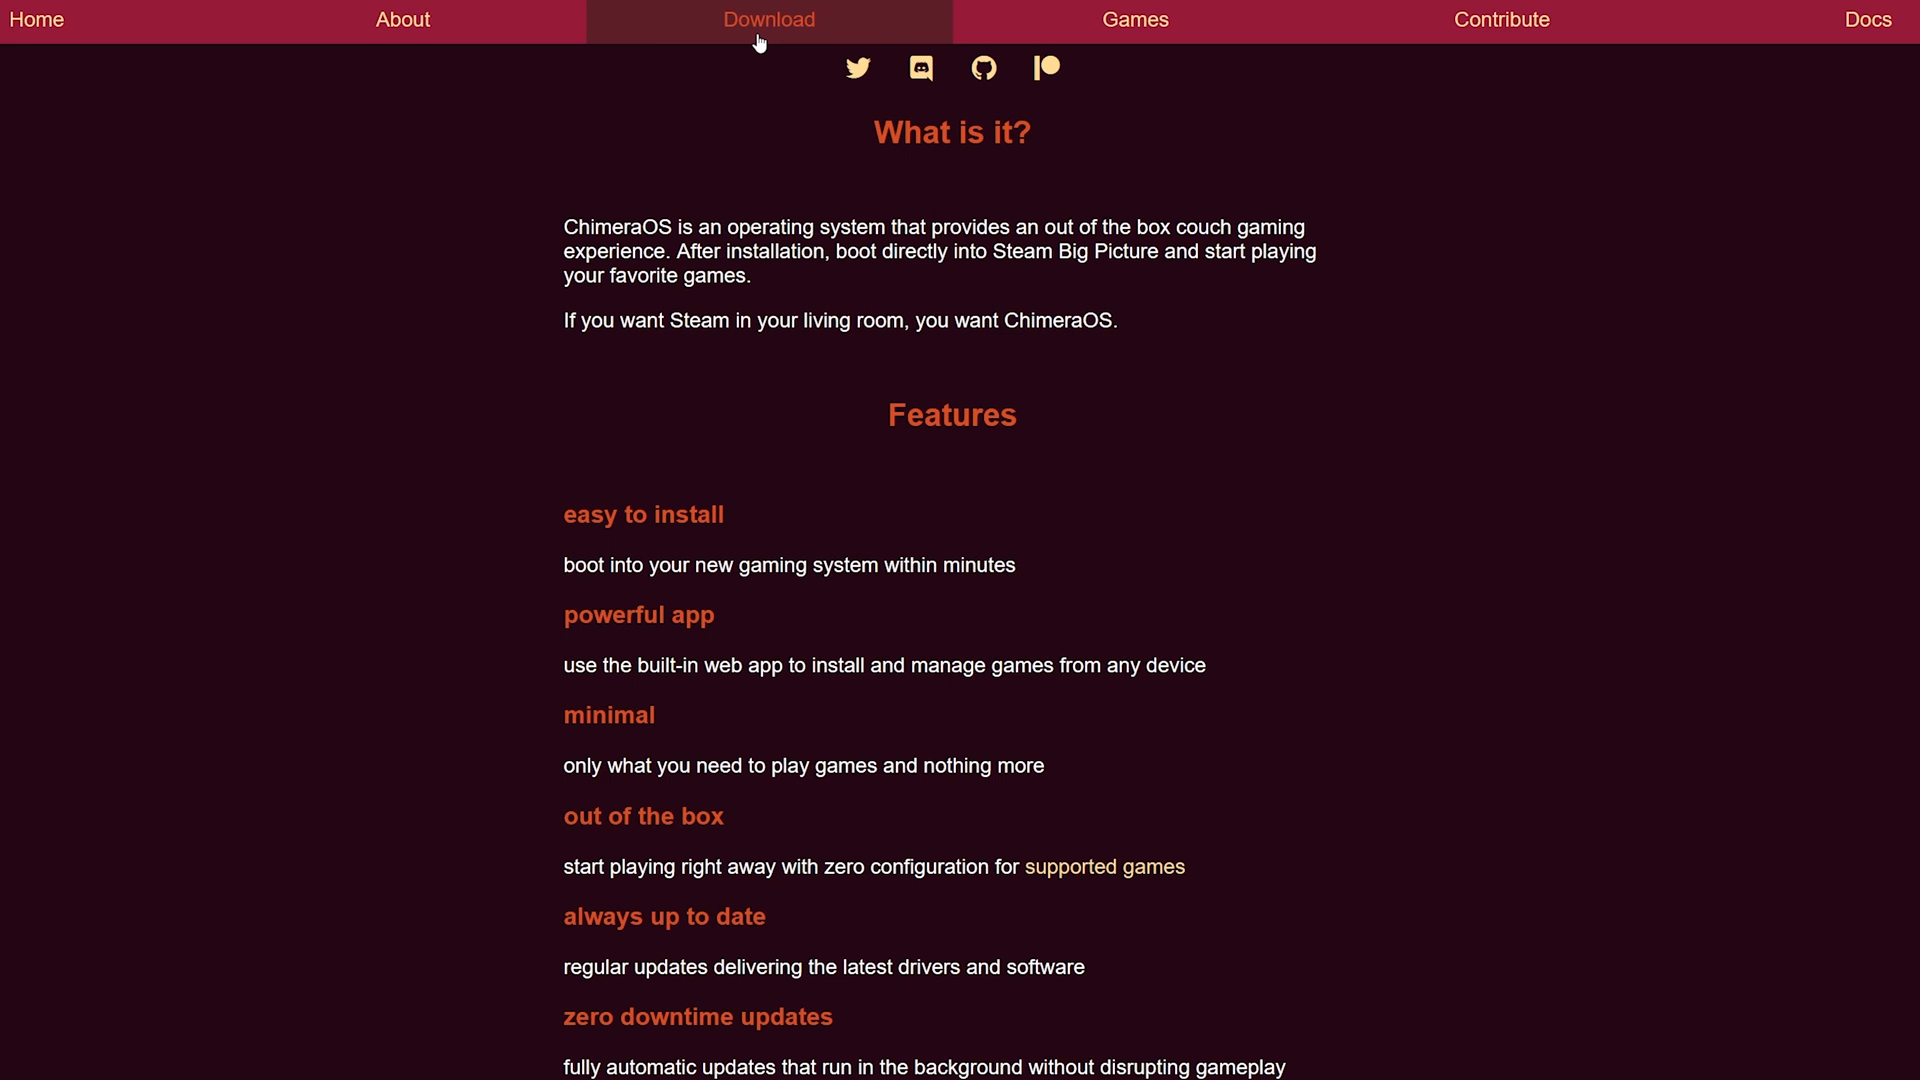 Home About Download Games Contribute Docs
What is it?
ChimeraOS is an operating system that provides an out of the box couch gaming
experience. After installation, boot directly into Steam Big Picture and start playing
your favorite games.
If you want Steam in your living room, you want ChimeraOS.
Features
easy to install
boot into your new gaming system within minutes
powerful app
use the built-in web app to install and manage games from any device
minimal
only what you need to play games and nothing more
out of the box
start playing right away with zero configuration for supported games
always up to date
regular updates delivering the latest drivers and software
zero downtime updates
fully automatic updates that run in the background without disrupting gameplay